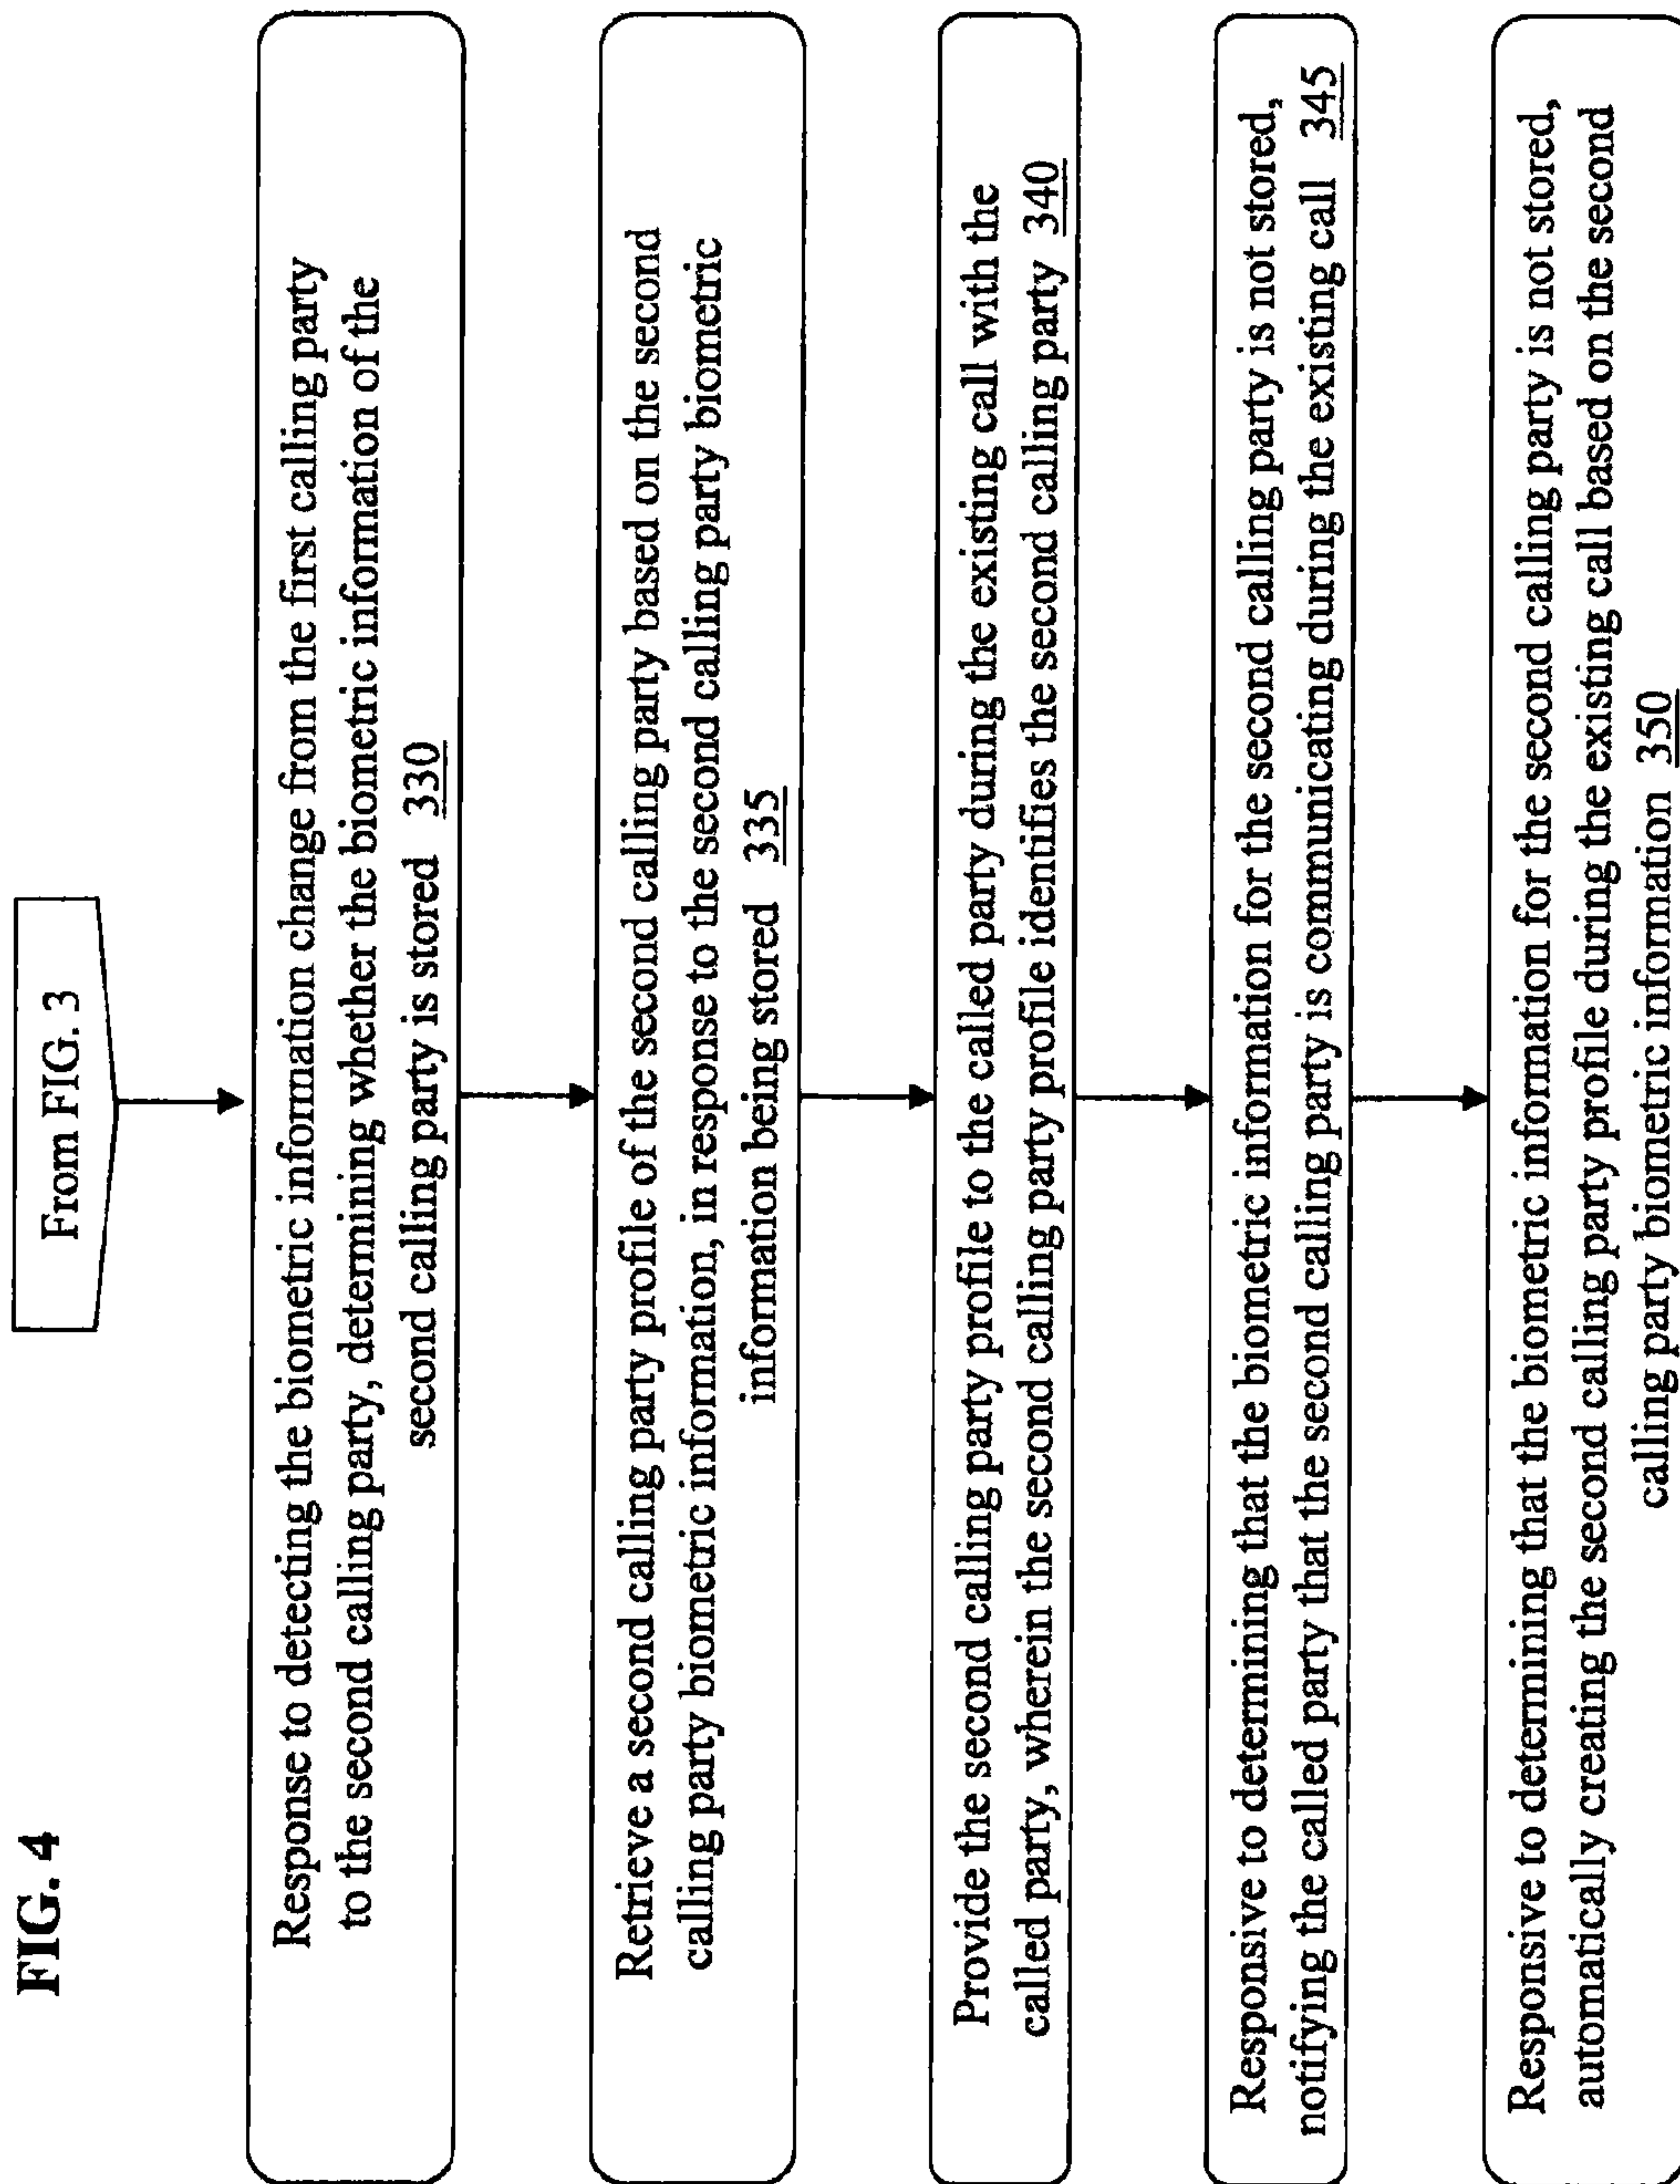 FIG. 4
From FIG. 3
Response to detecting the biometric information change from the first calling party
to the second calling party, determining whether the biometric information of the
second calling party is stored 330
Retrieve a second calling party profile of the second calling party based on the second
calling party biometric information, in response to the second calling party biometric
information being stored 335
Provide the second calling party profile to the called party during the existing call with the
called party, wherein the second calling party profile identifies the second calling party 340
Responsive to determining that the biometric information for the second calling party is not stored,
notifying the called party that the second calling party is communicating during the existing call 345
Responsive to determining that the biometric information for the second calling party is not stored,
automatically creating the second calling party profile during the existing call based on the second
calling party biometric information 350